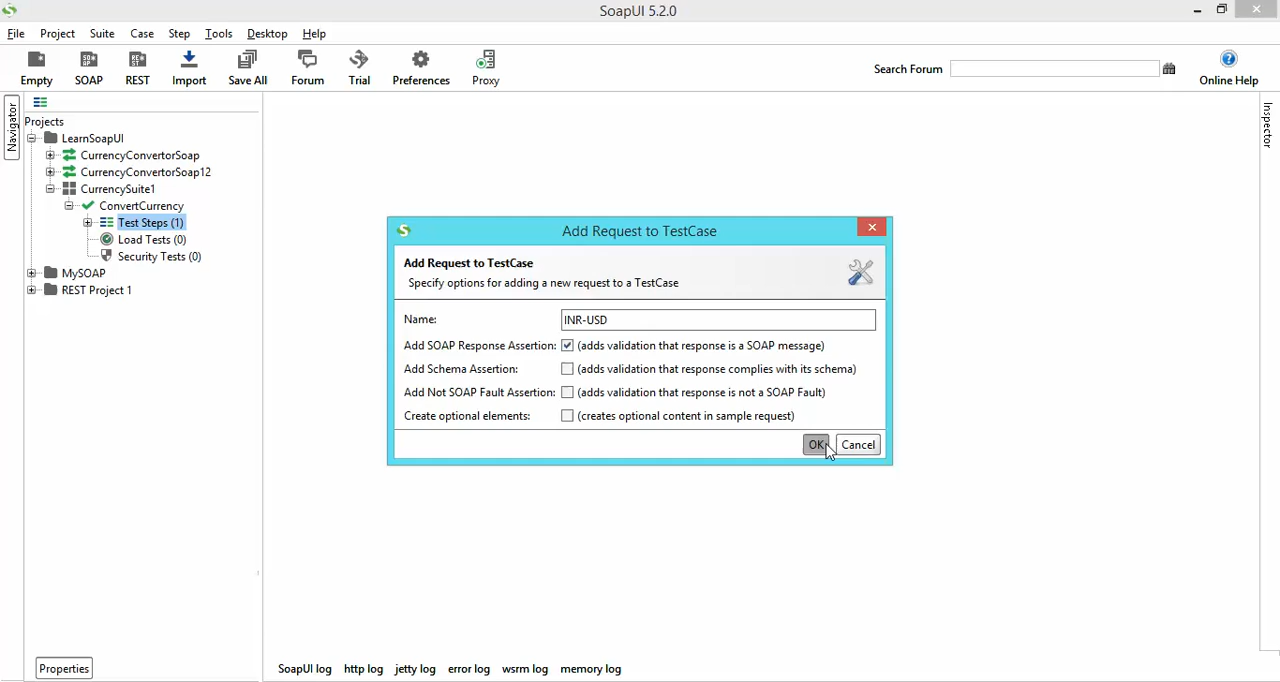 SoapUI 5.2.0
File Project Suite Case Step Tools Desktop Help
Empty SOAP REST Import Save All Forum Trial Preferences Proxy Search Forum Online Help
Navigator
Inspector
Projects
LearnSoapUI
CurrencyConvertorSoap
CurrencyConvertorSoap12
CurrencySuite1
ConvertCurrency
Test Steps (1)
Load Tests (0)
Security Tests (0)
MySOAP
REST Project 1
Add Request to TestCase
Add Request to TestCase
Specify options for adding a new request to a TestCase
Name: INR-USD
Add SOAP Response Assertion: (adds validation that response is a SOAP message)
Add Schema Assertion: (adds validation that response complies with its schema)
Add Not SOAP Fault Assertion: (adds validation that response is not a SOAP Fault)
Create optional elements: (creates optional content in sample request)
OK Cancel
Properties
SoapUI log http log jetty log error log wsrm log memory log